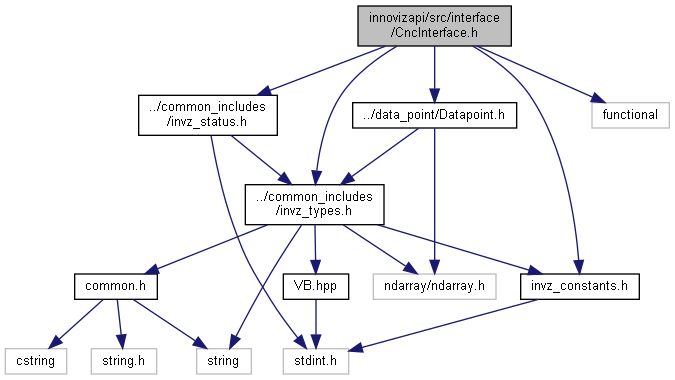 innovizapi/src/interface
/CncInterface.h
../common_includes
/invz_status.h
../data_point/Datapoint.h
functional
../common_includes
/invz_types.h
common.h
VB.hpp
ndarray/ndarray.h
invz_constants.h
cstring
string.h
string
stdint.h